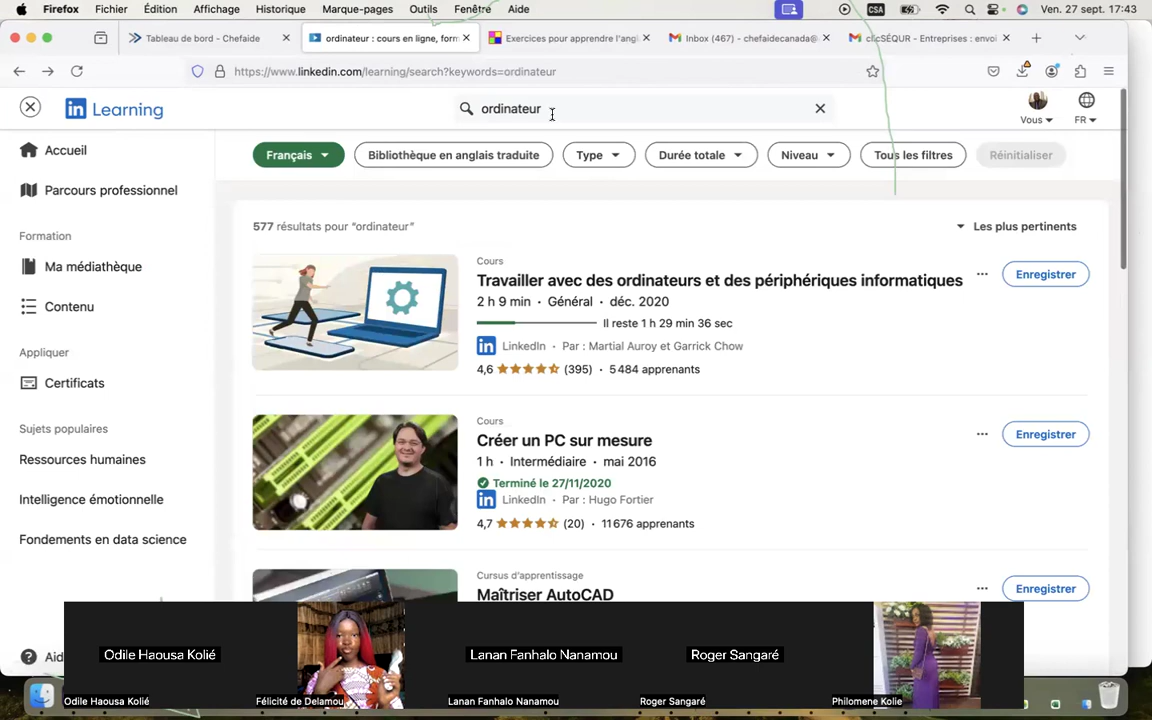 Firefox Fichier Édition Affichage Historique Marque-pages Outils Fenêtre Aide CSA Ven. 27 sept. 17:43
Tableau de bord - Chefaide
ordinateur : cours en ligne, form
Exercices pour apprendre l'angl
Inbox (467) - chefaidecanada@
clicSÉQUR - Entreprises : envoi
https://www.linkedin.com/learning/search?keywords=ordinateur
in Learning
ordinateur
Vous
FR
Accueil
Parcours professionnel
Formation
Ma médiathèque
Contenu
Appliquer
Certificats
Sujets populaires
Ressources humaines
Intelligence émotionnelle
Fondements en data science
Aid
Français
Bibliothèque en anglais traduite
Type
Durée totale
Niveau
Tous les filtres
Réinitialiser
577 résultats pour “ordinateur”
Les plus pertinents
Cours
Travailler avec des ordinateurs et des périphériques informatiques
2 h 9 min · Général · déc. 2020
Il reste 1 h 29 min 36 sec
in LinkedIn · Par : Martial Auroy et Garrick Chow
4,6 (395) · 5 484 apprenants
Enregistrer
Cours
Créer un PC sur mesure
1 h · Intermédiaire · mai 2016
Terminé le 27/11/2020
in LinkedIn · Par : Hugo Fortier
4,7 (20) · 11 676 apprenants
Enregistrer
Cursus d'apprentissage
Maîtriser AutoCAD
Enregistrer
Odile Haousa Kolié
Lanan Fanhalo Nanamou
Roger Sangaré
Odile Haousa Kolié
Félicité de Delamou
Lanan Fanhalo Nanamou
Roger Sangaré
Philomene Kolie